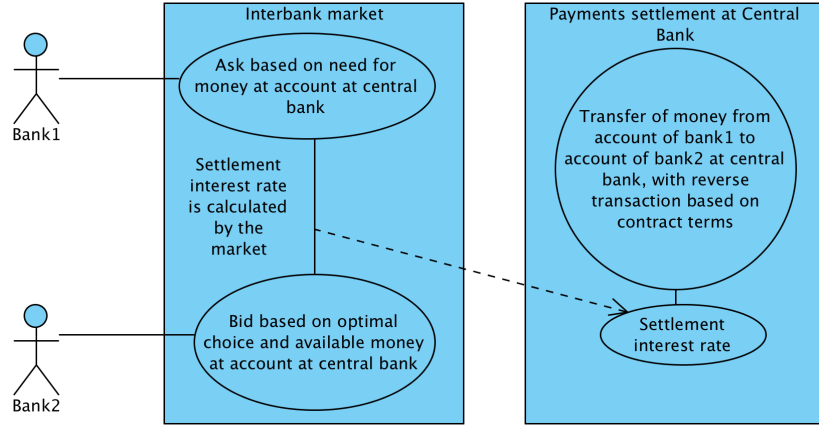 Interbank market
Payments settlement at Central
Bank
Bank1
Ask based on need for
money at account at central
bank
Settlement
interest rate
is calculated
by the
market
Bank2
Bid based on optimal
choice and available money
at account at central bank
Transfer of money from
account of bank1 to
account of bank2 at central
bank, with reverse
transaction based on
contract terms
Settlement
interest rate